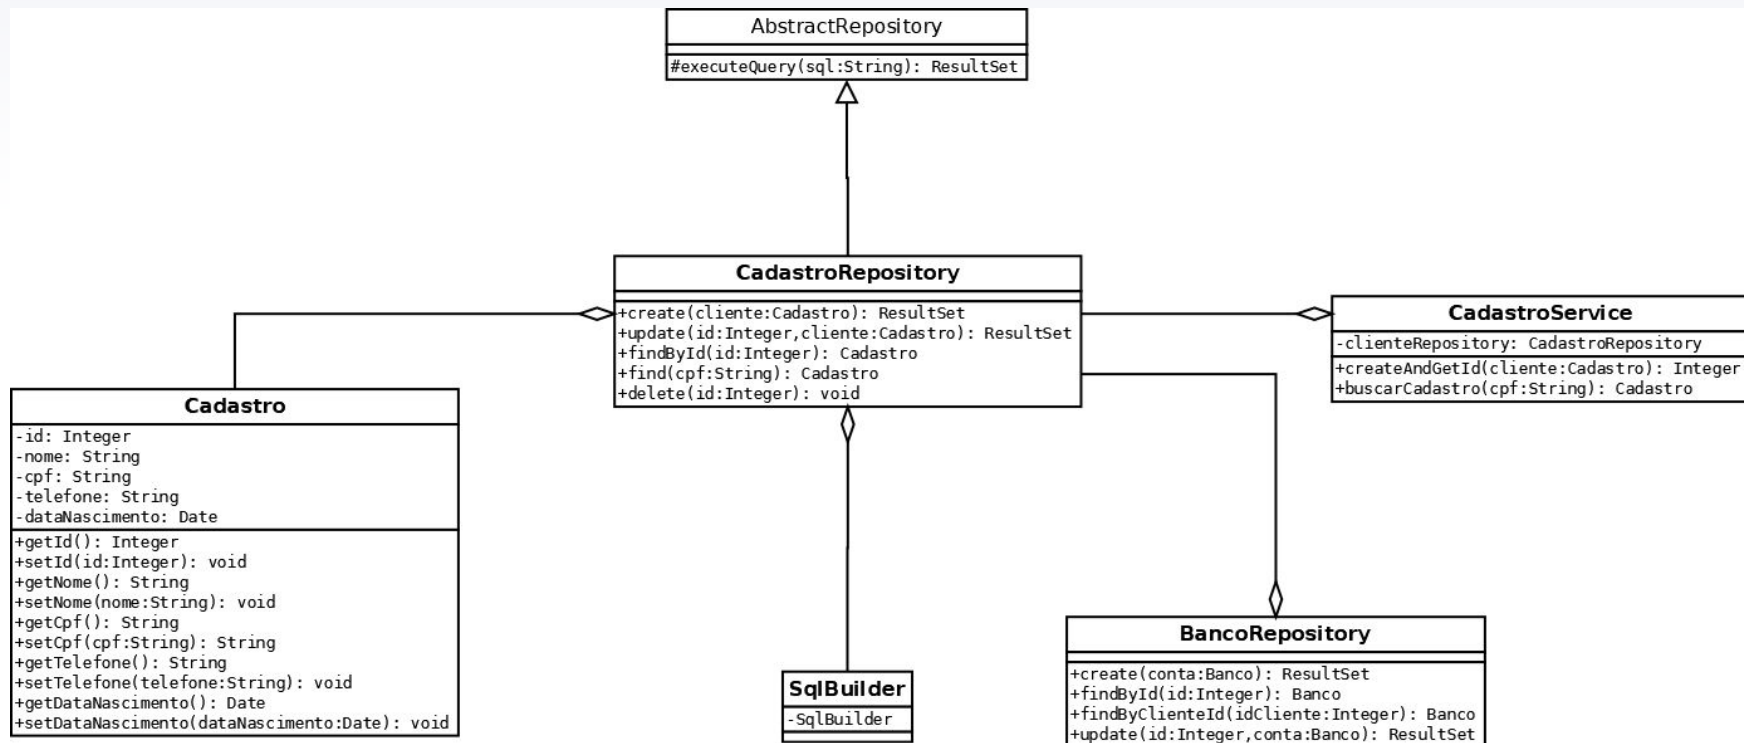 AbstractRepository
#executeQuery(sql:String): ResultSet
CadastroRepository
+create(cliente:Cadastro): ResultSet
+update(id:Integer,cliente:Cadastro): ResultSet
+findById(id:Integer): Cadastro
+find(cpf:String): Cadastro
+delete(id:Integer): void
CadastroService
-clienteRepository: CadastroRepository
+createAndGetId(cliente:Cadastro): Integer
+buscarCadastro(cpf:String): Cadastro
Cadastro
-id: Integer
-nome: String
-cpf: String
-telefone: String
-dataNascimento: Date
+getId(): Integer
+setId(id:Integer): void
+getNome(): String
+setNome(nome:String): void
+getCpf(): String
+setCpf(cpf:String): String
+getTelefone(): String
+setTelefone(telefone:String): void
+getDataNascimento(): Date
+setDataNascimento(dataNascimento:Date): void
SqlBuilder
-SqlBuilder
BancoRepository
+create(conta:Banco): ResultSet
+findById(id:Integer): Banco
+findByClienteId(idCliente:Integer): Banco
+update(id:Integer,conta:Banco): ResultSet